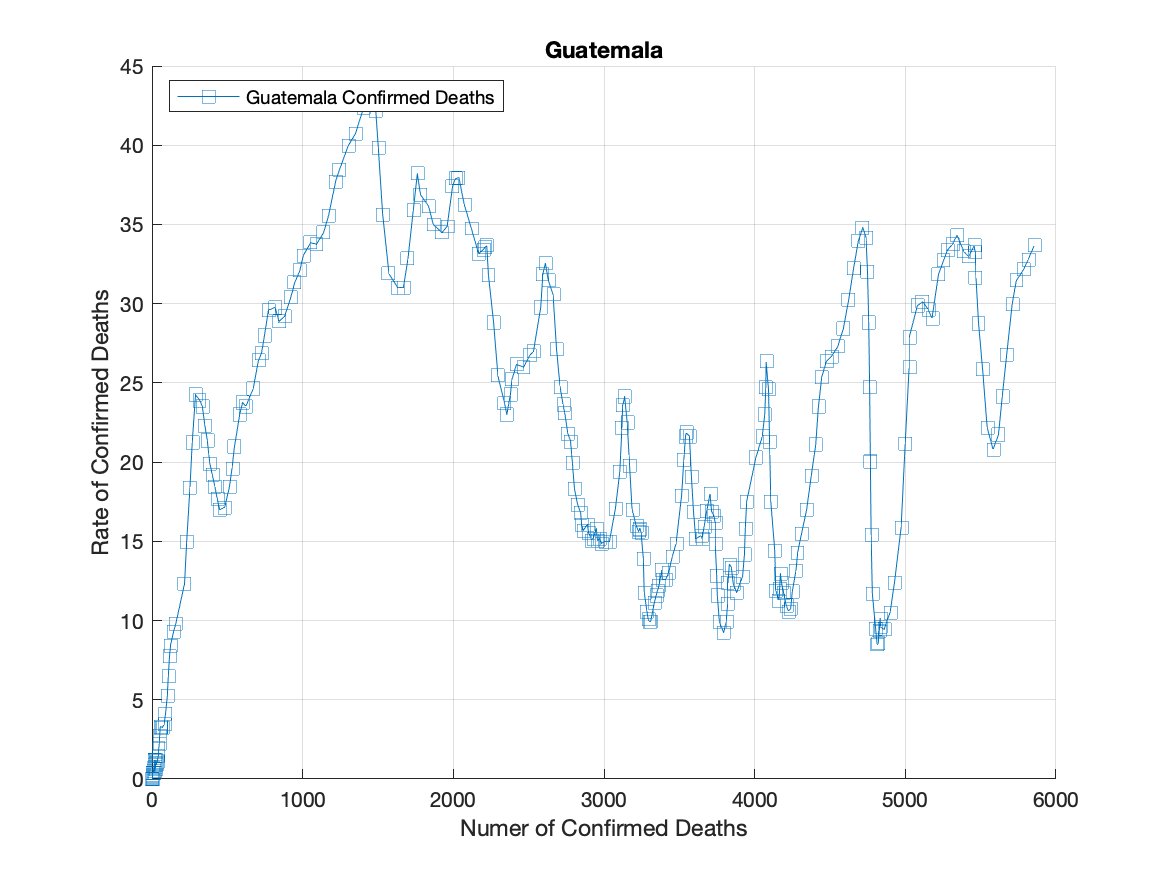 Guatemala
Guatemala Confirmed Deaths
45
40
35
30
25
20
15
10
5
0
Rate of Confirmed Deaths
0 1000 2000 3000 4000 5000 6000
Numer of Confirmed Deaths